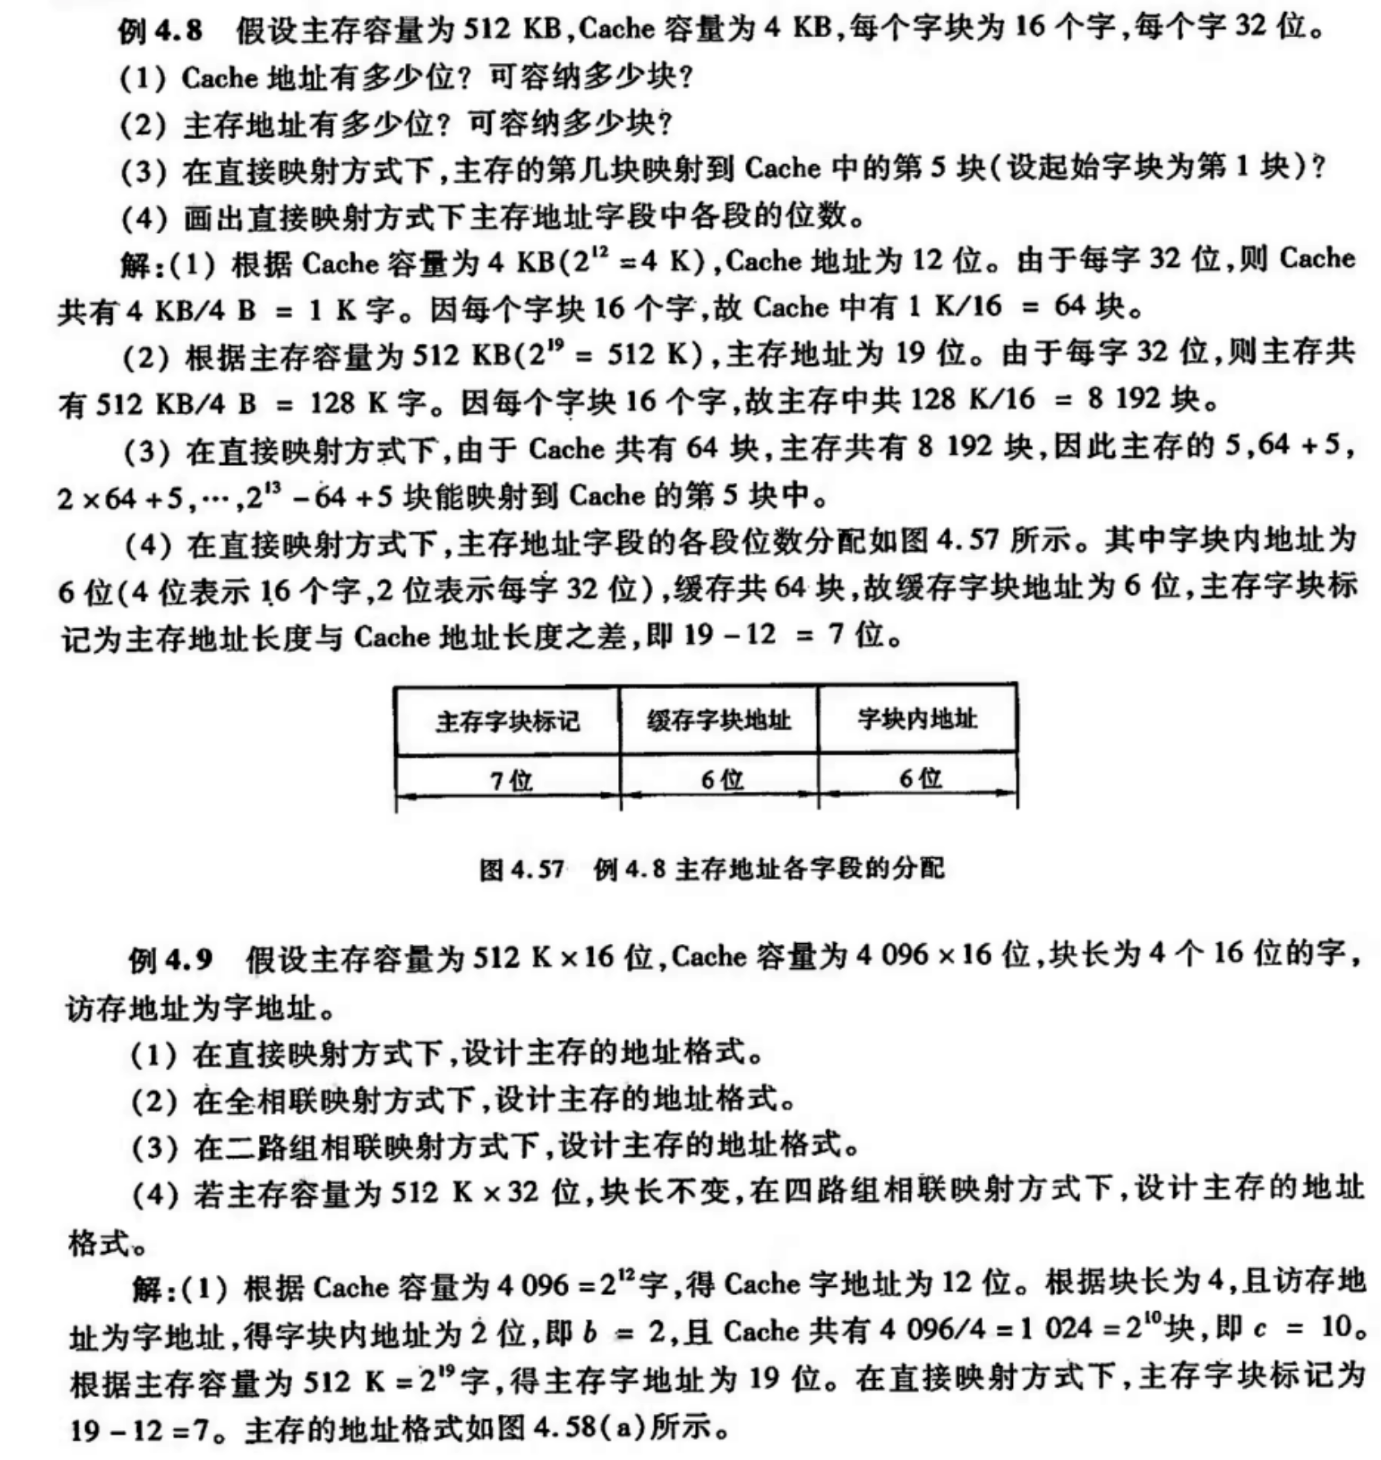 例 4.8 假设主存容量为 512 KB,Cache 容量为 4 KB,每个字块为 16 个字,每个字 32 位。
(1) Cache 地址有多少位? 可容纳多少块?
(2) 主存地址有多少位? 可容纳多少块?
(3) 在直接映射方式下,主存的第几块映射到 Cache 中的第 5 块(设起始字块为第 1 块)?
(4) 画出直接映射方式下主存地址字段中各段的位数。
解:(1) 根据 Cache 容量为 4 KB(2¹² = 4 K),Cache 地址为 12 位。由于每字 32 位,则 Cache
共有 4 KB/4 B = 1 K 字。因每个字块 16 个字,故 Cache 中有 1 K/16 = 64 块。
(2) 根据主存容量为 512 KB(2¹⁹ = 512 K),主存地址为 19 位。由于每字 32 位,则主存共
有 512 KB/4 B = 128 K 字。因每个字块 16 个字,故主存中共 128 K/16 = 8 192 块。
(3) 在直接映射方式下,由于 Cache 共有 64 块,主存共有 8 192 块,因此主存的 5,64 + 5,
2 × 64 + 5,…,2¹³ - 64 + 5 块能映射到 Cache 的第 5 块中。
(4) 在直接映射方式下,主存地址字段的各段位数分配如图 4.57 所示。其中字块内地址为
6 位(4 位表示 16 个字,2 位表示每字 32 位),缓存共 64 块,故缓存字块地址为 6 位,主存字块标
记为主存地址长度与 Cache 地址长度之差,即 19 - 12 = 7 位。
主存字块标记 缓存字块地址 字块内地址
7 位 6 位 6 位
图 4.57 例 4.8 主存地址各字段的分配
例 4.9 假设主存容量为 512 K × 16 位,Cache 容量为 4 096 × 16 位,块长为 4 个 16 位的字,
访存地址为字地址。
(1) 在直接映射方式下,设计主存的地址格式。
(2) 在全相联映射方式下,设计主存的地址格式。
(3) 在二路组相联映射方式下,设计主存的地址格式。
(4) 若主存容量为 512 K × 32 位,块长不变,在四路组相联映射方式下,设计主存的地址
格式。
解:(1) 根据 Cache 容量为 4 096 = 2¹² 字,得 Cache 字地址为 12 位。根据块长为 4,且访存地
址为字地址,得字块内地址为 2 位,即 b = 2,且 Cache 共有 4 096/4 = 1 024 = 2¹⁰ 块,即 c = 10。
根据主存容量为 512 K = 2¹⁹ 字,得主存字地址为 19 位。在直接映射方式下,主存字块标记为
19 - 12 = 7。主存的地址格式如图 4.58(a)所示。